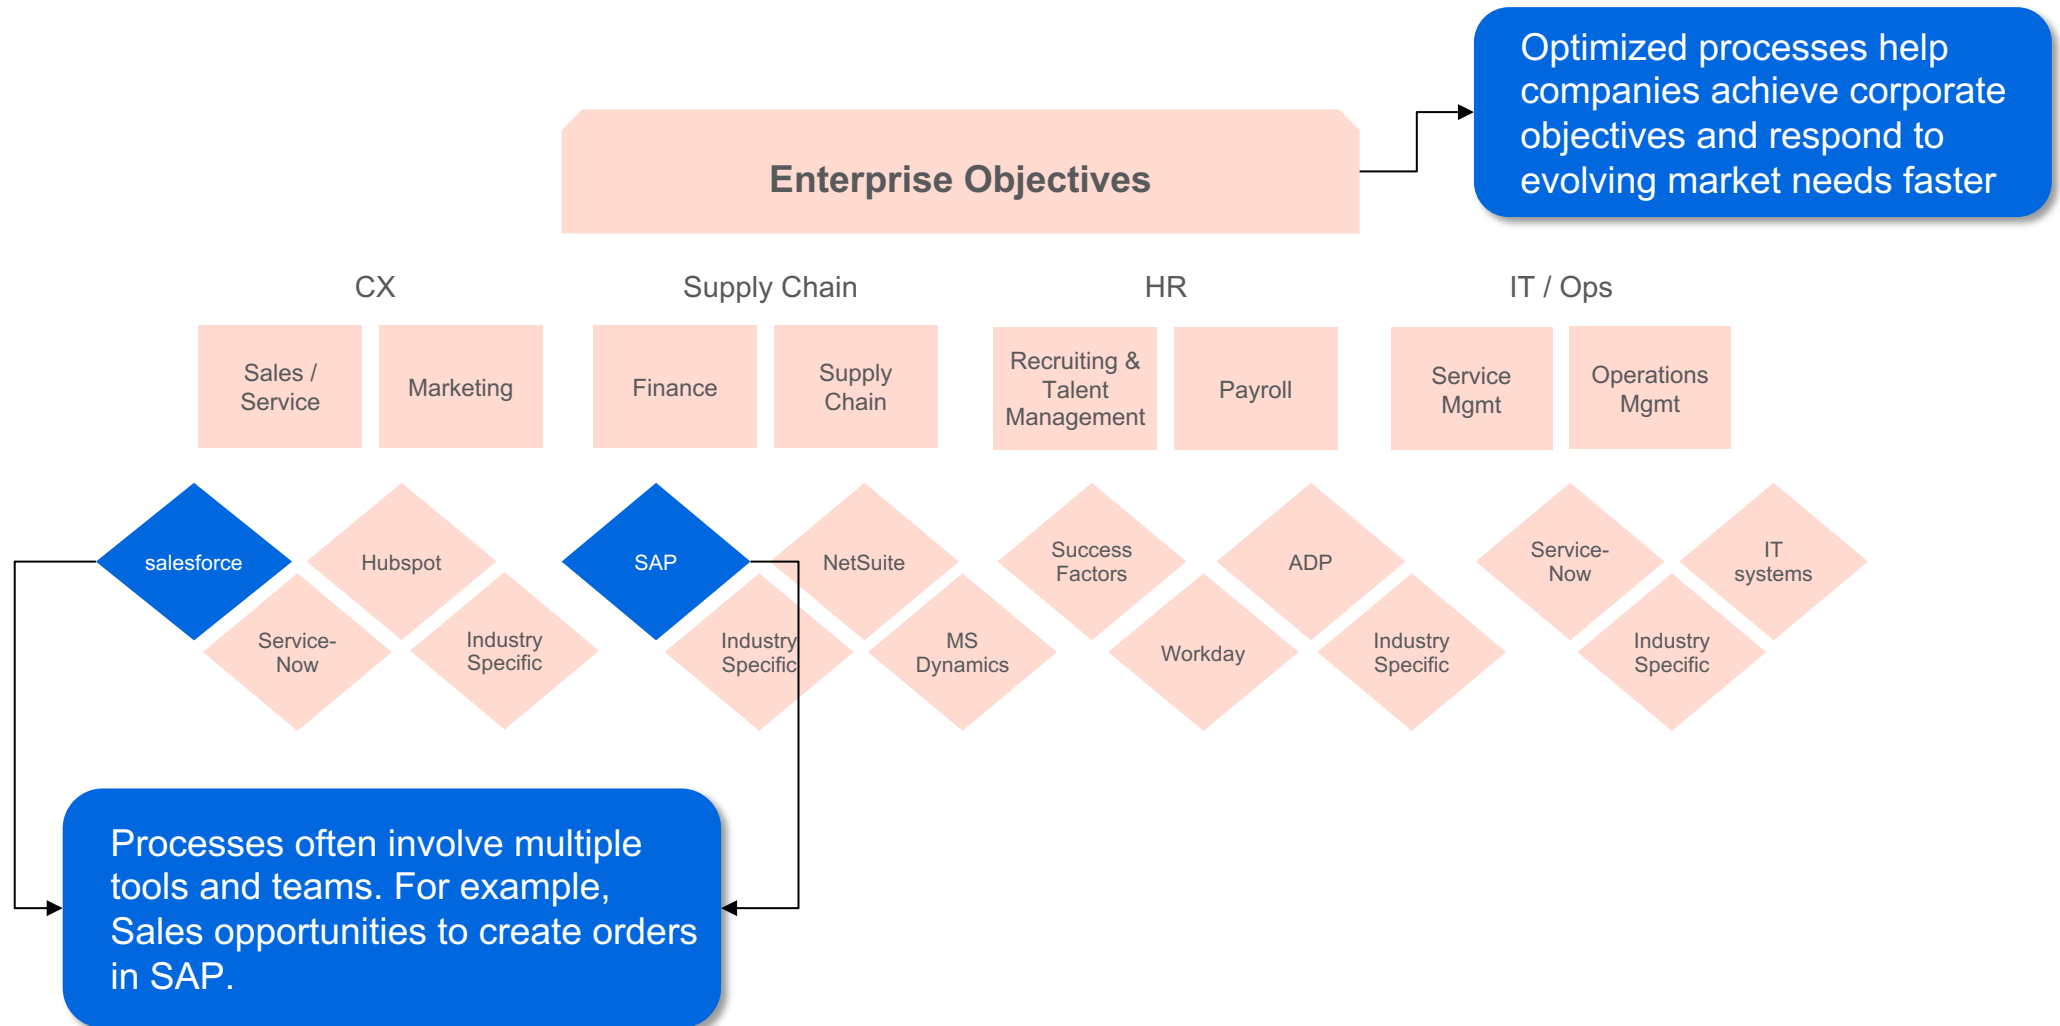 Optimized processes help
companies achieve corporate
objectives and respond to
evolving market needs faster
Enterprise Objectives
CX
Supply Chain
HR
IT / Ops
Sales /
Service
Marketing
Finance
Supply
Chain
Recruiting &
Talent
Management
Payroll
Service
Mgmt
Operations
Mgmt
salesforce
Hubspot
SAP
NetSuite
Success
Factors
ADP
Service-
Now
IT
systems
Service-
Now
Industry
Specific
Industry
Specific
MS
Dynamics
Workday
Industry
Specific
Industry
Specific
Processes often involve multiple
tools and teams. For example,
Sales opportunities to create orders
in SAP.